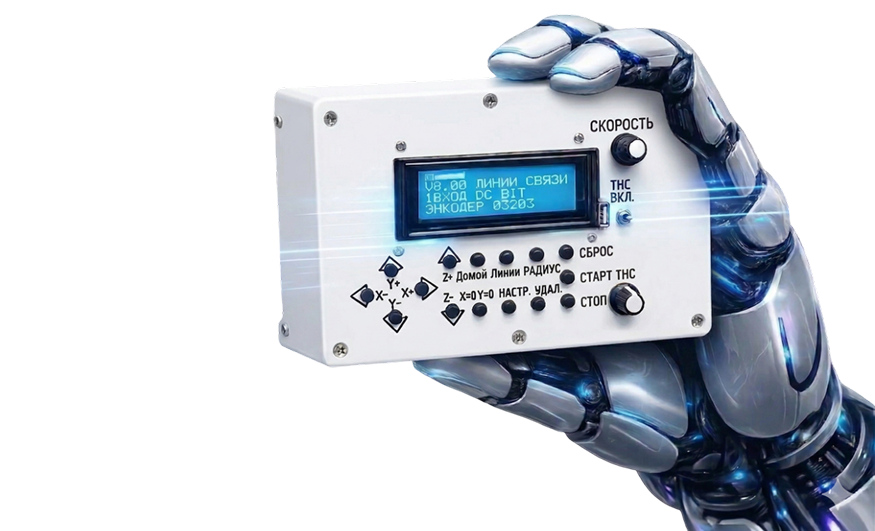 СКОРОСТЬ
V8.00 ЛИНИИ СВЯЗИ
1ВХОД DC BIT
ЭНКОДЕР 03203
ТНС
ВКЛ.
Y+
X- X+
Y-
Z+ Домой Линии РАДИУС
Z- X=0 Y=0 НАСТР. УДАЛ.
СБРОС
СТАРТ ТНС
СТОП